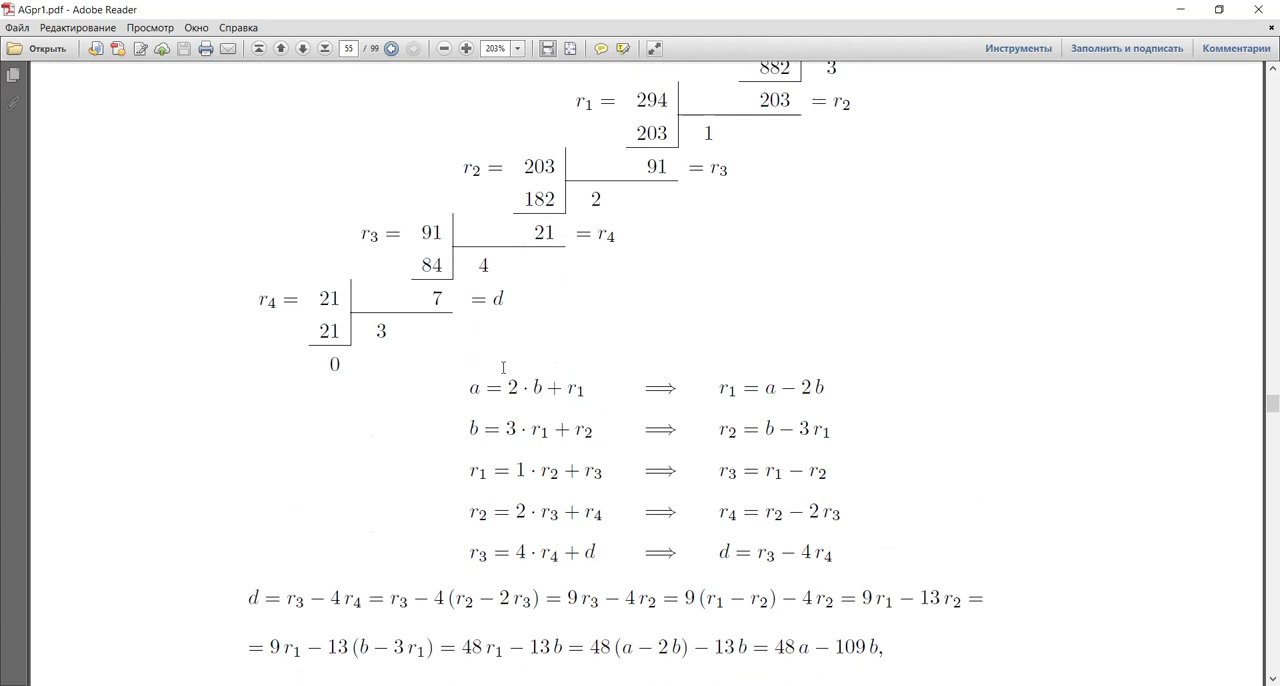 AGpr1.pdf - Adobe Reader
Файл Редактирование Просмотр Окно Справка
Открыть 55 / 99 203% Инструменты Заполнить и подписать Комментарии
882 3
r₁ = 294 203 = r₂
203 1
r₂ = 203 91 = r₃
182 2
r₃ = 91 21 = r₄
84 4
r₄ = 21 7 = d
21 3
0
a = 2 · b + r₁ ⟹ r₁ = a − 2 b
b = 3 · r₁ + r₂ ⟹ r₂ = b − 3 r₁
r₁ = 1 · r₂ + r₃ ⟹ r₃ = r₁ − r₂
r₂ = 2 · r₃ + r₄ ⟹ r₄ = r₂ − 2 r₃
r₃ = 4 · r₄ + d ⟹ d = r₃ − 4 r₄
d = r₃ − 4 r₄ = r₃ − 4 (r₂ − 2 r₃) = 9 r₃ − 4 r₂ = 9 (r₁ − r₂) − 4 r₂ = 9 r₁ − 13 r₂ =
= 9 r₁ − 13 (b − 3 r₁) = 48 r₁ − 13 b = 48 (a − 2 b) − 13 b = 48 a − 109 b,